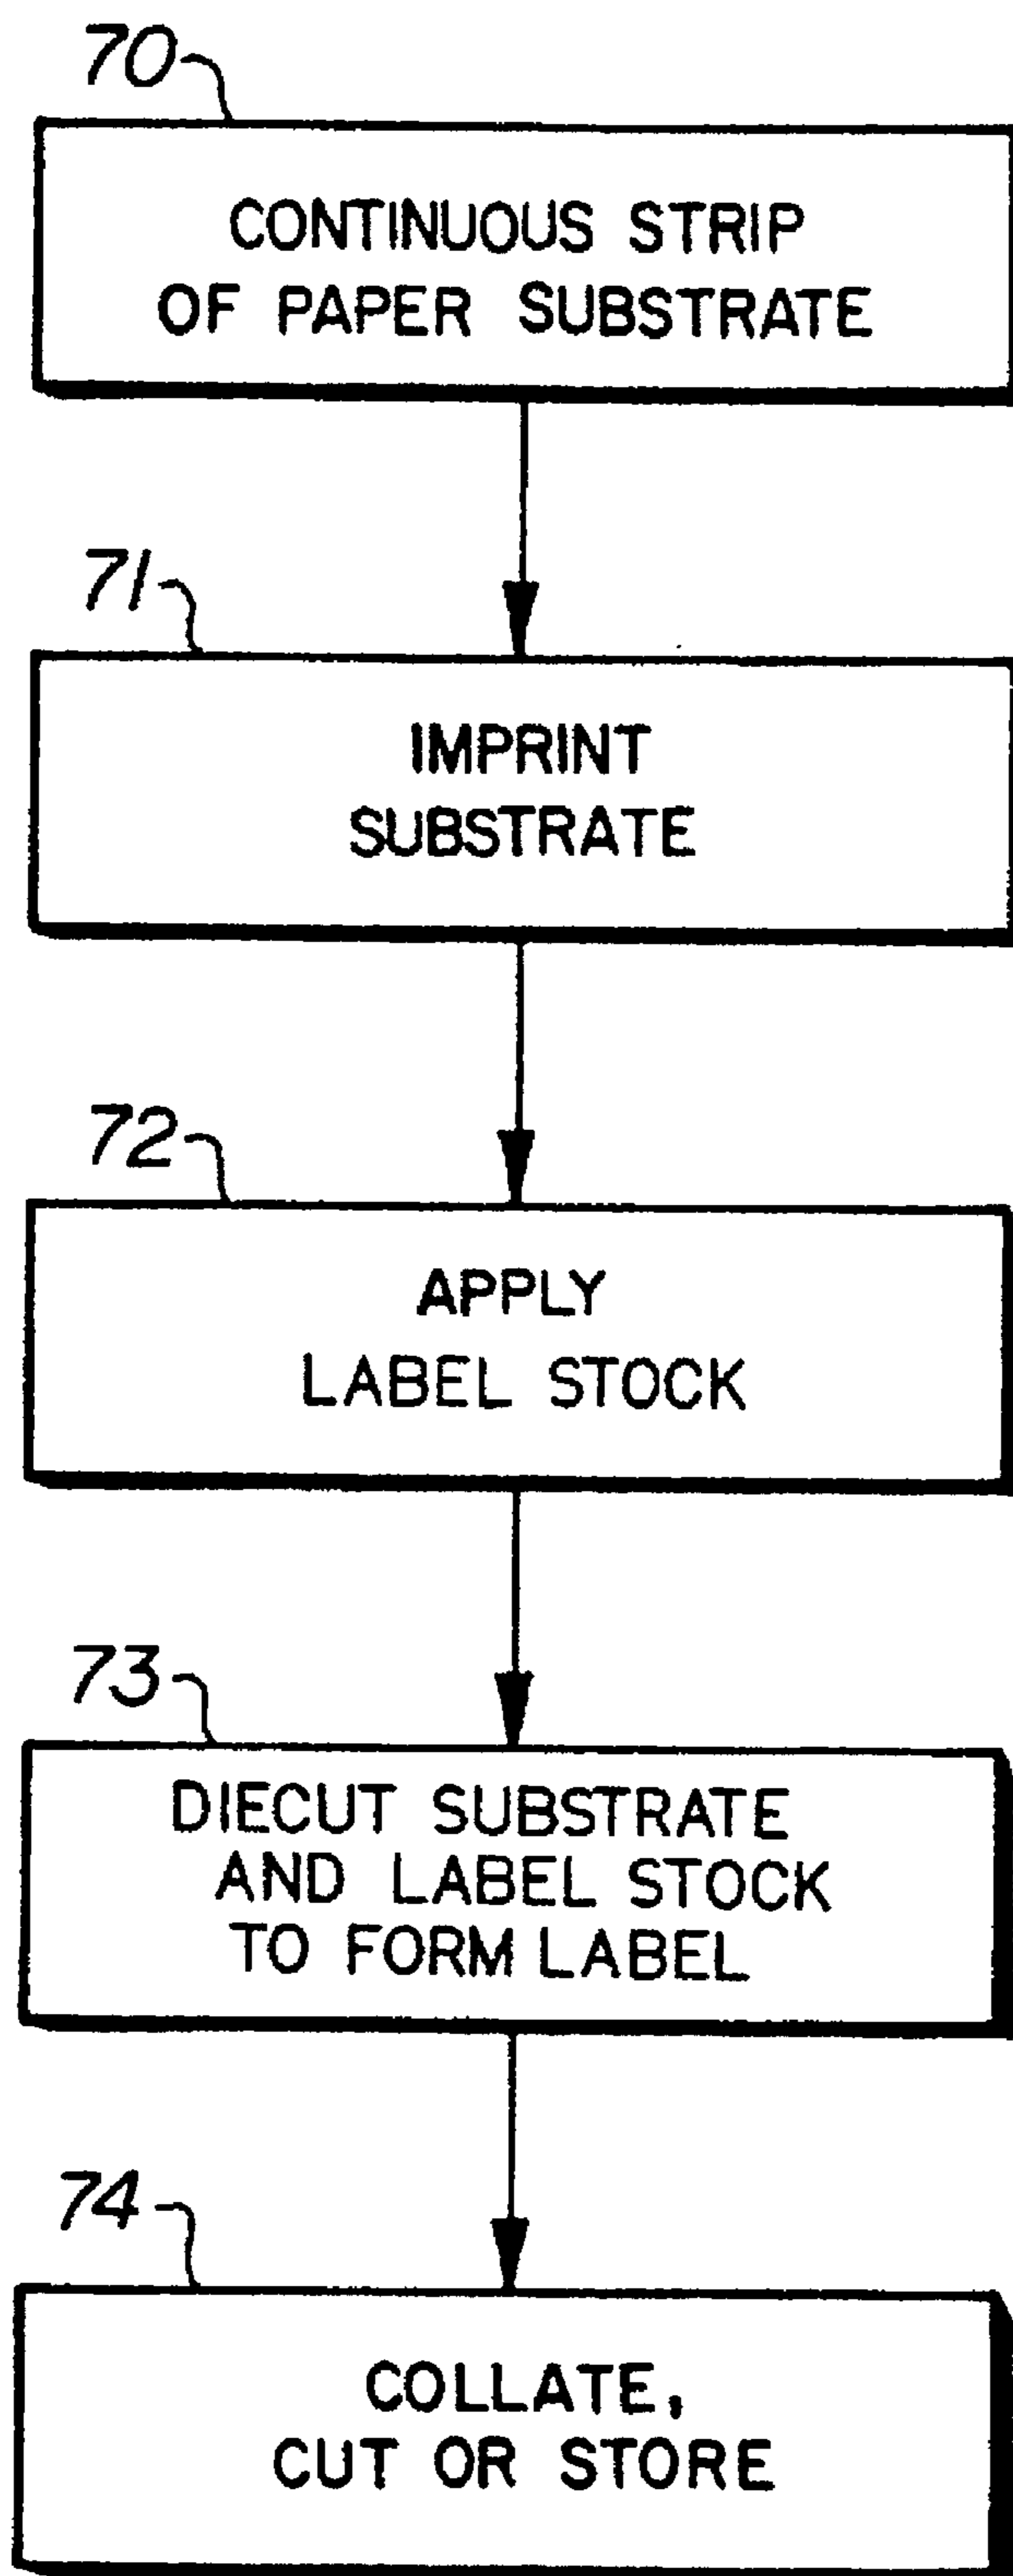 70
CONTINUOUS STRIP
OF PAPER SUBSTRATE
71
IMPRINT
SUBSTRATE
72
APPLY
LABEL STOCK
73
DIECUT SUBSTRATE
AND LABEL STOCK
TO FORM LABEL
74
COLLATE,
CUT OR STORE